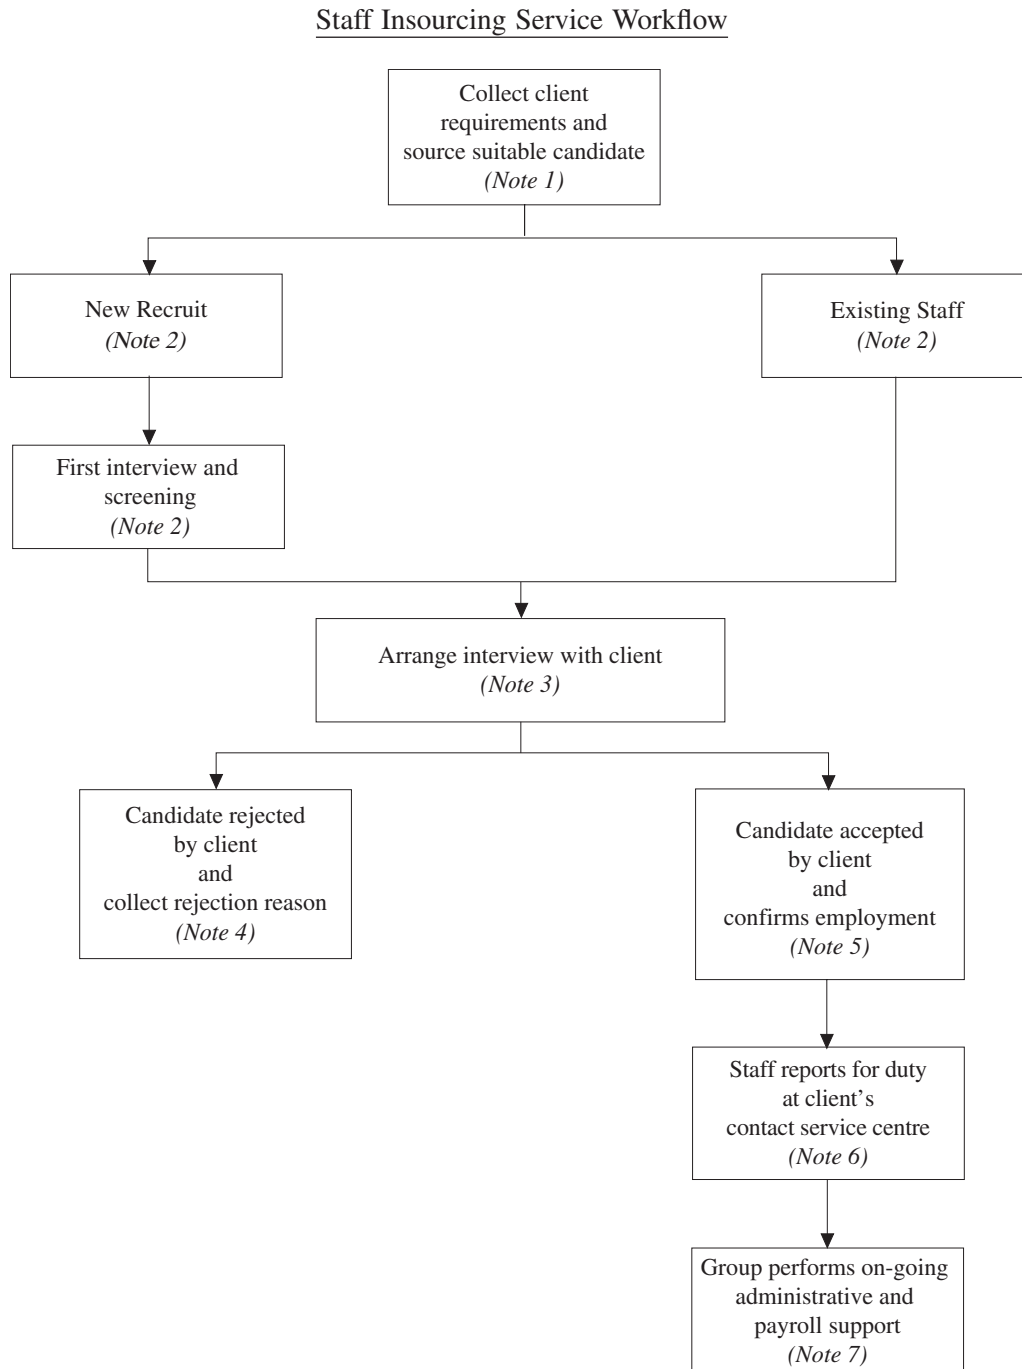 Staff Insourcing Service Workflow
Collect client
requirements and
source suitable candidate
(Note 1)
New Recruit
(Note 2)
Existing Staff
(Note 2)
First interview and
screening
(Note 2)
Arrange interview with client
(Note 3)
Candidate rejected
by client
and
collect rejection reason
(Note 4)
Candidate accepted
by client
and
confirms employment
(Note 5)
Staff reports for duty
at client's
contact service centre
(Note 6)
Group performs on-going
administrative and
payroll support
(Note 7)